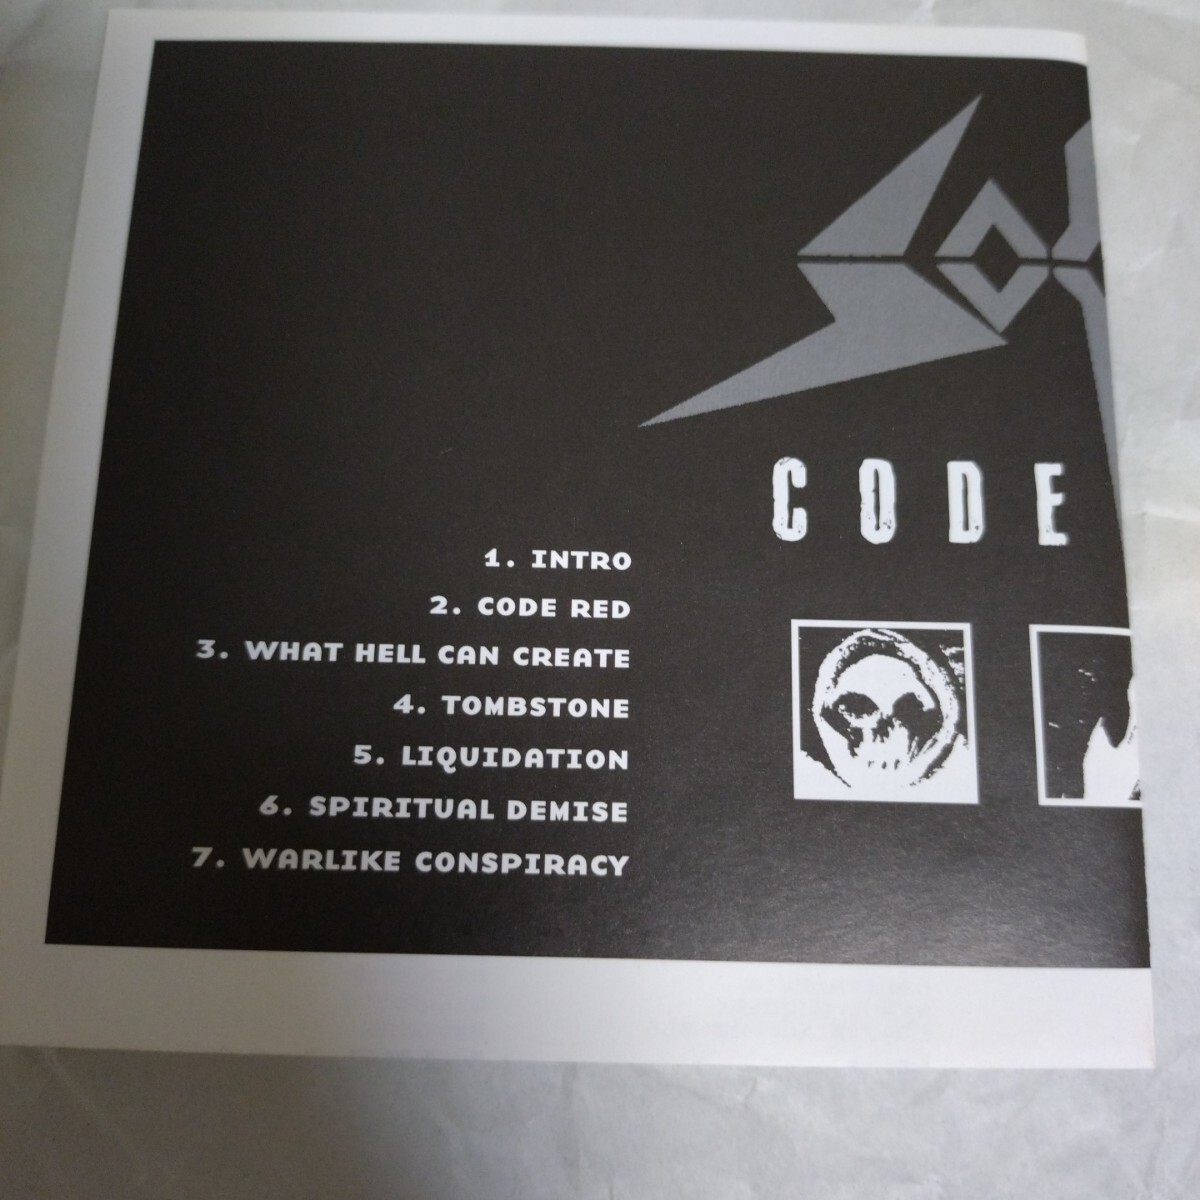 SO
CODE
1. INTRO
2. CODE RED
3. WHAT HELL CAN CREATE
4. TOMBSTONE
5. LIQUIDATION
6. SPIRITUAL DEMISE
7. WARLIKE CONSPIRACY